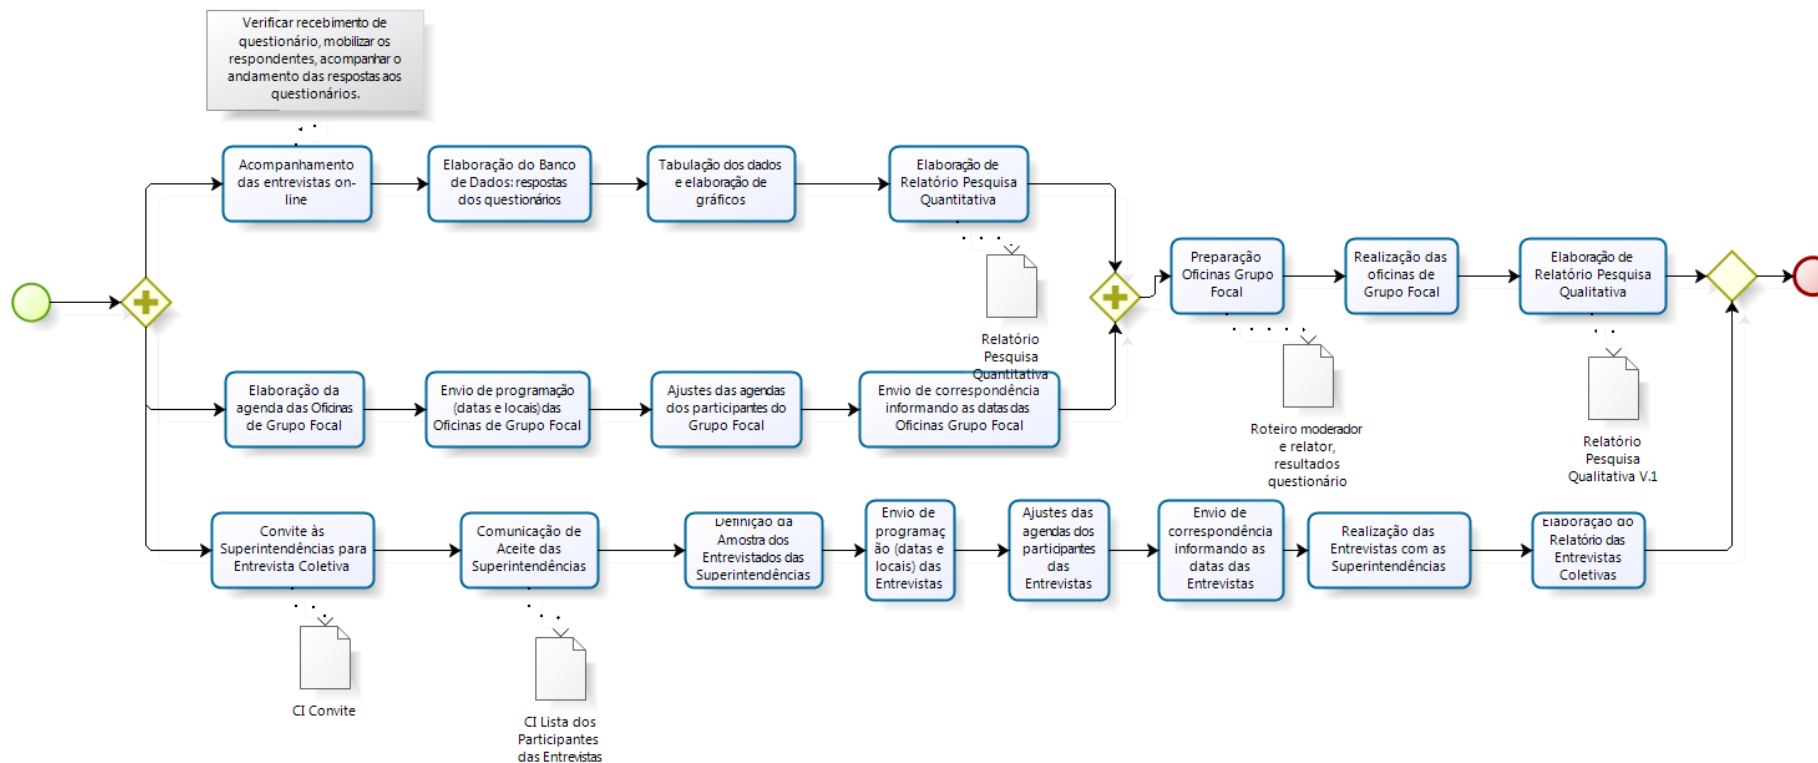 Verificar recebimento de
questionário, mobilizar os
respondentes, acompanhar o
andamento das respostas aos
questionários.
Acompanhamento
das entrevistas on-
line
Elaboração do Banco
de Dados: respostas
dos questionários
Tabulação dos dados
e elaboração de
gráficos
Elaboração de
Relatório Pesquisa
Quantitativa
Relatório
Pesquisa
Quantitativa
Preparação
Oficinas Grupo
Focal
Realização das
oficinas de
Grupo Focal
Elaboração de
Relatório Pesquisa
Qualitativa
Roteiro moderador
e relator,
resultados
questionário
Relatório
Pesquisa
Qualitativa V.1
Elaboração da
agenda das Oficinas
de Grupo Focal
Envio de programação
(datas e locais) das
Oficinas de Grupo Focal
Ajustes das agendas
dos participantes do
Grupo Focal
Envio de correspondência
informando as datas das
Oficinas Grupo Focal
Convite às
Superintendências para
Entrevista Coletiva
Comunicação de
Aceite das
Superintendências
Definição da
Amostra dos
Entrevistados das
Superintendências
Envio de
programaç
ão (datas e
locais) das
Entrevistas
Ajustes das
agendas dos
participantes
das
Entrevistas
Envio de
correspondência
informando as
datas das
Entrevistas
Realização das
Entrevistas com as
Superintendências
Elaboração do
Relatório das
Entrevistas
Coletivas
CI Convite
CI Lista dos
Participantes
das Entrevistas